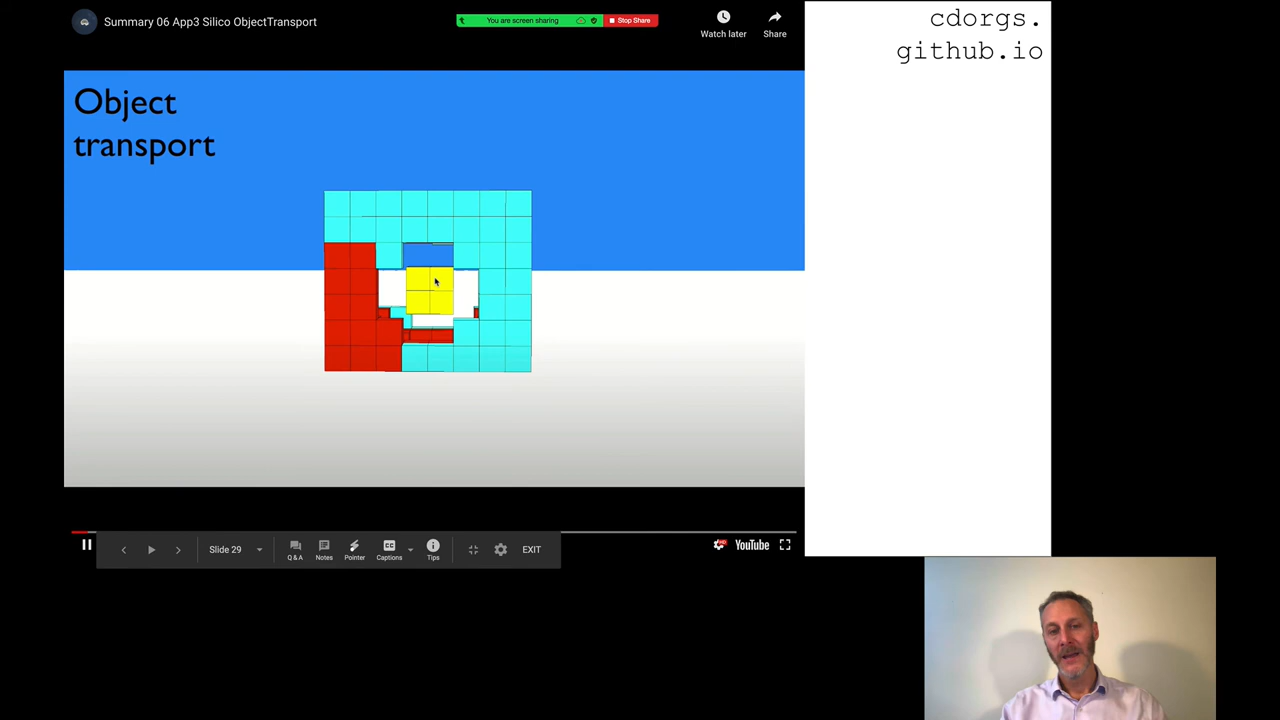 Summary 06 App3 Silico ObjectTransport
You are screen sharing
Stop Share
Watch later
Share
cdorgs.
github.io
Object
transport
Slide 29
Q & A
Notes
Pointer
Captions
Tips
EXIT
HD
YouTube